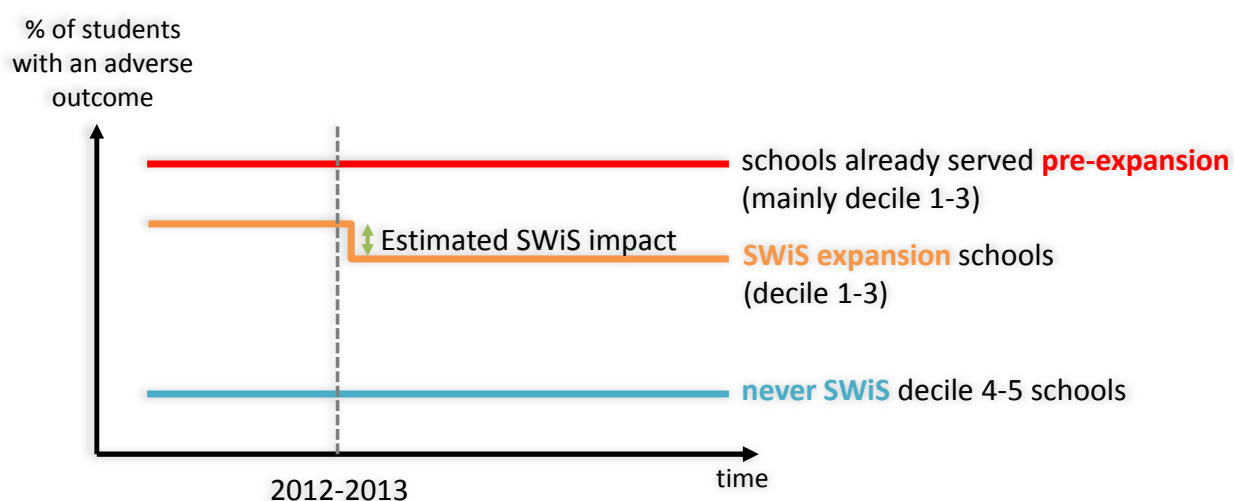 % of students
with an adverse
outcome
schools already served pre-expansion
(mainly decile 1-3)
Estimated SWiS impact
SWiS expansion schools
(decile 1-3)
never SWiS decile 4-5 schools
time
2012-2013